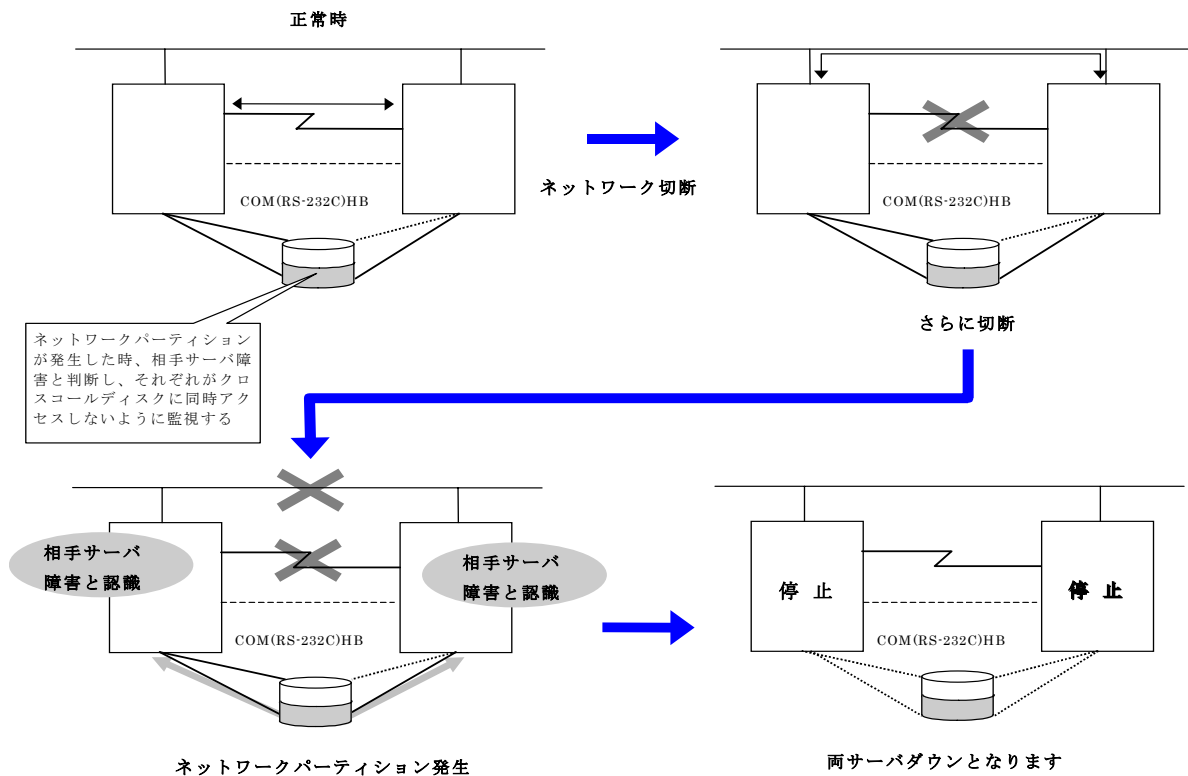 正常時
COM(RS-232C)HB
ネットワーク切断
COM(RS-232C)HB
さらに切断
ネットワークパーティション
が発生した時、相手サーバ障
害と判断し、それぞれがクロ
スコールディスクに同時アク
セスしないように監視する
相手サーバ
障害と認識
相手サーバ
障害と認識
COM(RS-232C)HB
ネットワークパーティション発生
停 止
停 止
COM(RS-232C)HB
両サーバダウンとなります